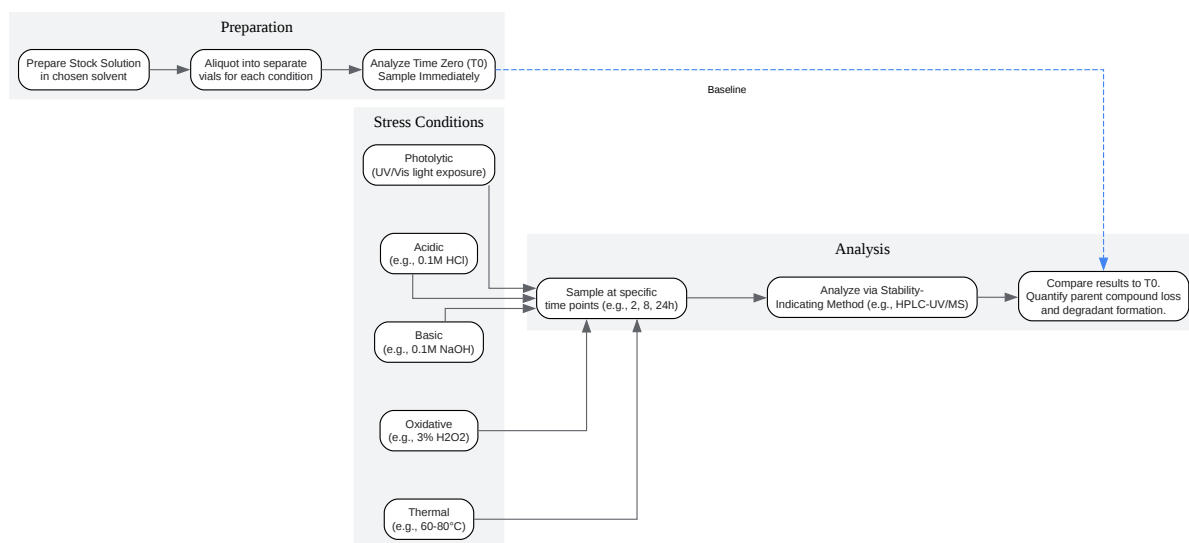 Preparation
Prepare Stock Solution
in chosen solvent
Aliquot into separate
vials for each condition
Analyze Time Zero (T0)
Sample Immediately
Baseline
Stress Conditions
Photolytic
(UV/Vis light exposure)
Acidic
(e.g., 0.1M HCl)
Basic
(e.g., 0.1M NaOH)
Oxidative
(e.g., 3% H2O2)
Thermal
(e.g., 60-80°C)
Analysis
Sample at specific
time points (e.g., 2, 8, 24h)
Analyze via Stability-
Indicating Method (e.g., HPLC-UV/MS)
Compare results to T0.
Quantify parent compound loss
and degradant formation.